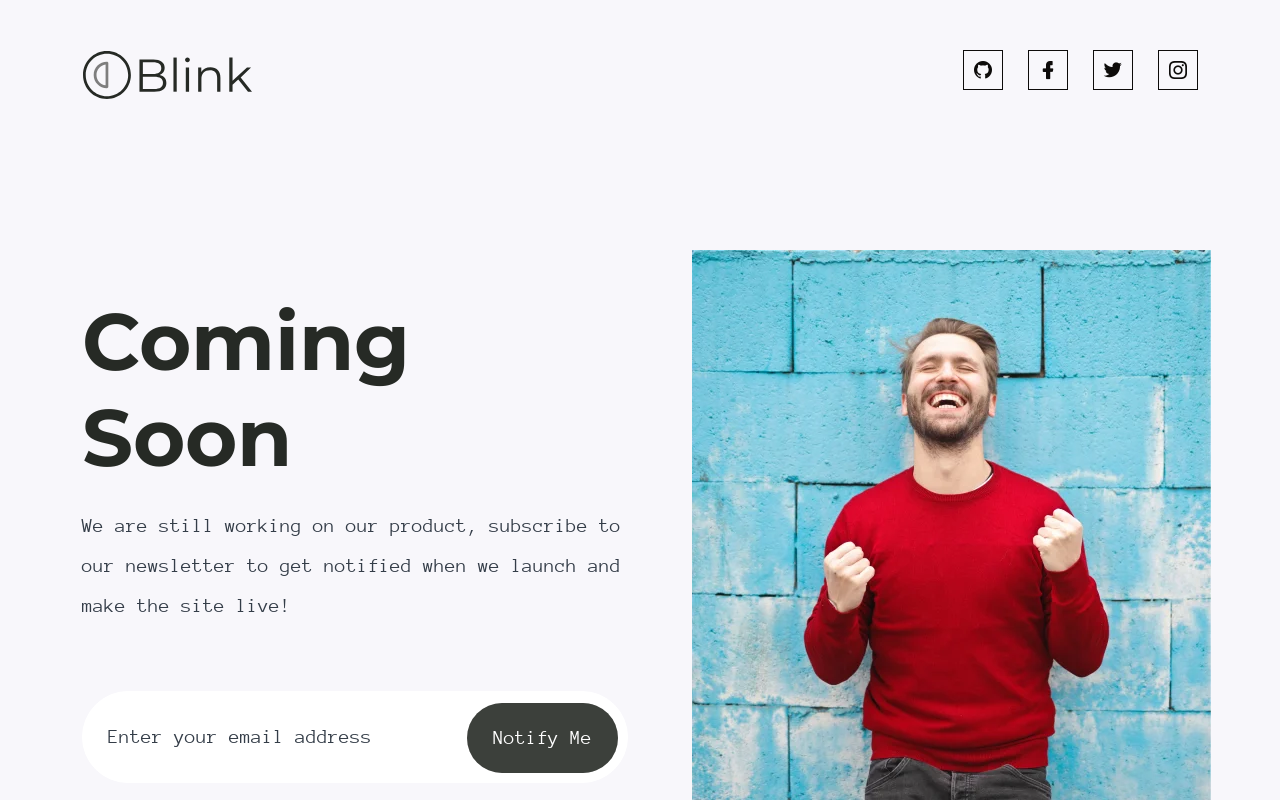 Blink
Coming
Soon
We are still working on our product, subscribe to
our newsletter to get notified when we launch and
make the site live!
Enter your email address
Notify Me